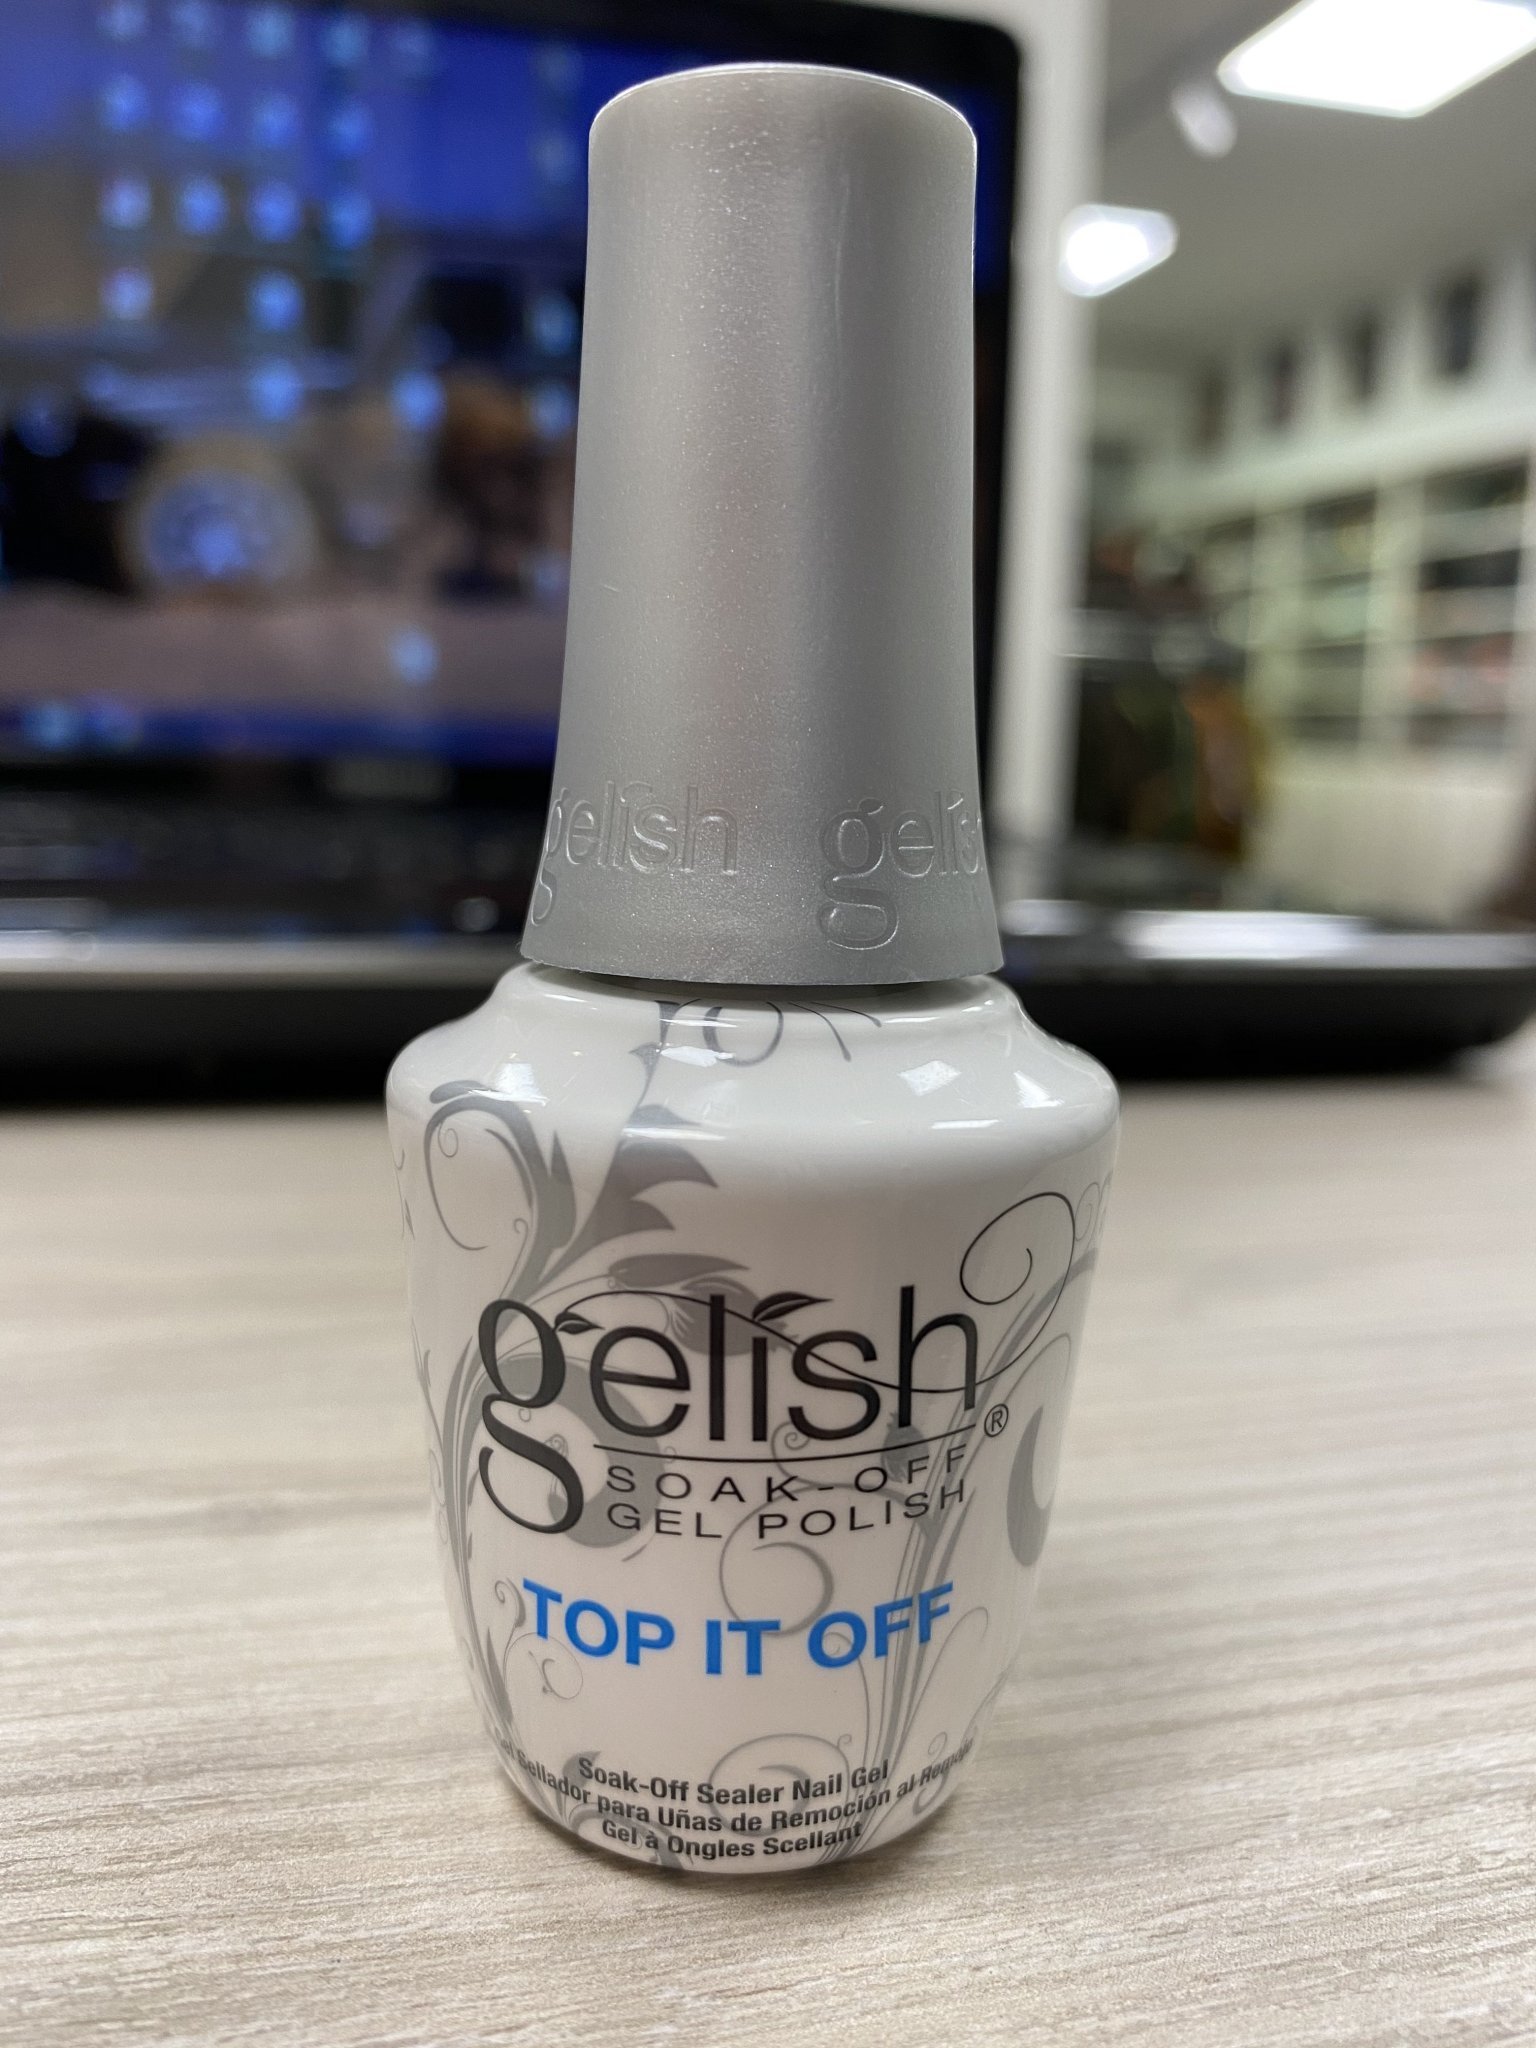 gelish gelis
gelish®
SOAK-OFF
GEL POLISH
TOP IT OFF
Soak-Off Sealer Nail Gel
Gel Sellador para Uñas de Remoción al Remojo
Gel à Ongles Scellant